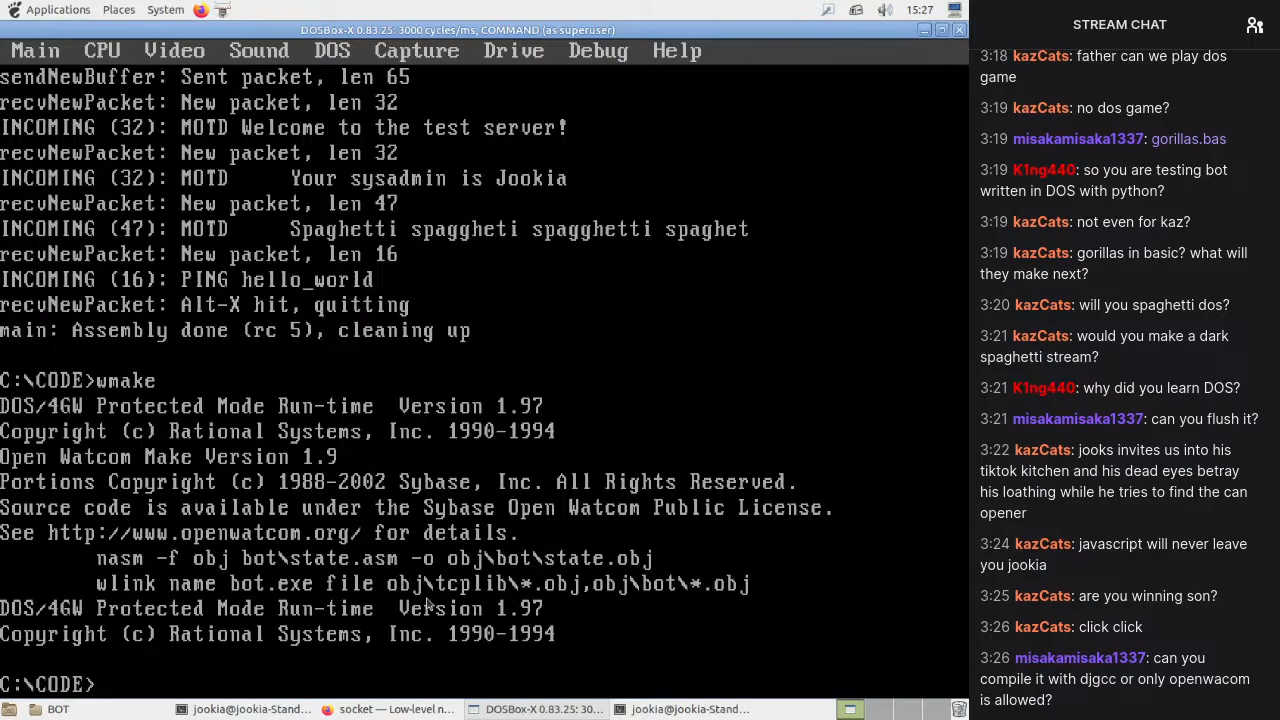 Applications Places System 15:27
DOSBox-X 0.83.25: 3000 cycles/ms, COMMAND (as superuser)
Main CPU Video Sound DOS Capture Drive Debug Help
sendNewBuffer: Sent packet, len 65
recvNewPacket: New packet, len 32
INCOMING (32): MOTD Welcome to the test server!
recvNewPacket: New packet, len 32
INCOMING (32): MOTD     Your sysadmin is Jookia
recvNewPacket: New packet, len 47
INCOMING (47): MOTD     Spaghetti spaggheti spagghetti spaghet
recvNewPacket: New packet, len 16
INCOMING (16): PING hello_world
recvNewPacket: Alt-X hit, quitting
main: Assembly done (rc 5), cleaning up
C:\CODE>wmake
DOS/4GW Protected Mode Run-time  Version 1.97
Copyright (c) Rational Systems, Inc. 1990-1994
Open Watcom Make Version 1.9
Portions Copyright (c) 1988-2002 Sybase, Inc. All Rights Reserved.
Source code is available under the Sybase Open Watcom Public License.
See http://www.openwatcom.org/ for details.
nasm -f obj bot\state.asm -o obj\bot\state.obj
wlink name bot.exe file obj\tcplib\*.obj,obj\bot\*.obj
DOS/4GW Protected Mode Run-time  Version 1.97
Copyright (c) Rational Systems, Inc. 1990-1994
C:\CODE>
BOT
jookia@jookia-Stand...
socket — Low-level n...
DOSBox-X 0.83.25: 30...
jookia@jookia-Stand...
STREAM CHAT
3:18 kazCats: father can we play dos
game
3:19 kazCats: no dos game?
3:19 misakamisaka1337: gorillas.bas
3:19 K1ng440: so you are testing bot
written in DOS with python?
3:19 kazCats: not even for kaz?
3:19 kazCats: gorillas in basic? what will
they make next?
3:20 kazCats: will you spaghetti dos?
3:21 kazCats: would you make a dark
spaghetti stream?
3:21 K1ng440: why did you learn DOS?
3:21 misakamisaka1337: can you flush it?
3:22 kazCats: jooks invites us into his
tiktok kitchen and his dead eyes betray
his loathing while he tries to find the can
opener
3:24 kazCats: javascript will never leave
you jookia
3:25 kazCats: are you winning son?
3:26 kazCats: click click
3:26 misakamisaka1337: can you
compile it with djgcc or only openwacom
is allowed?